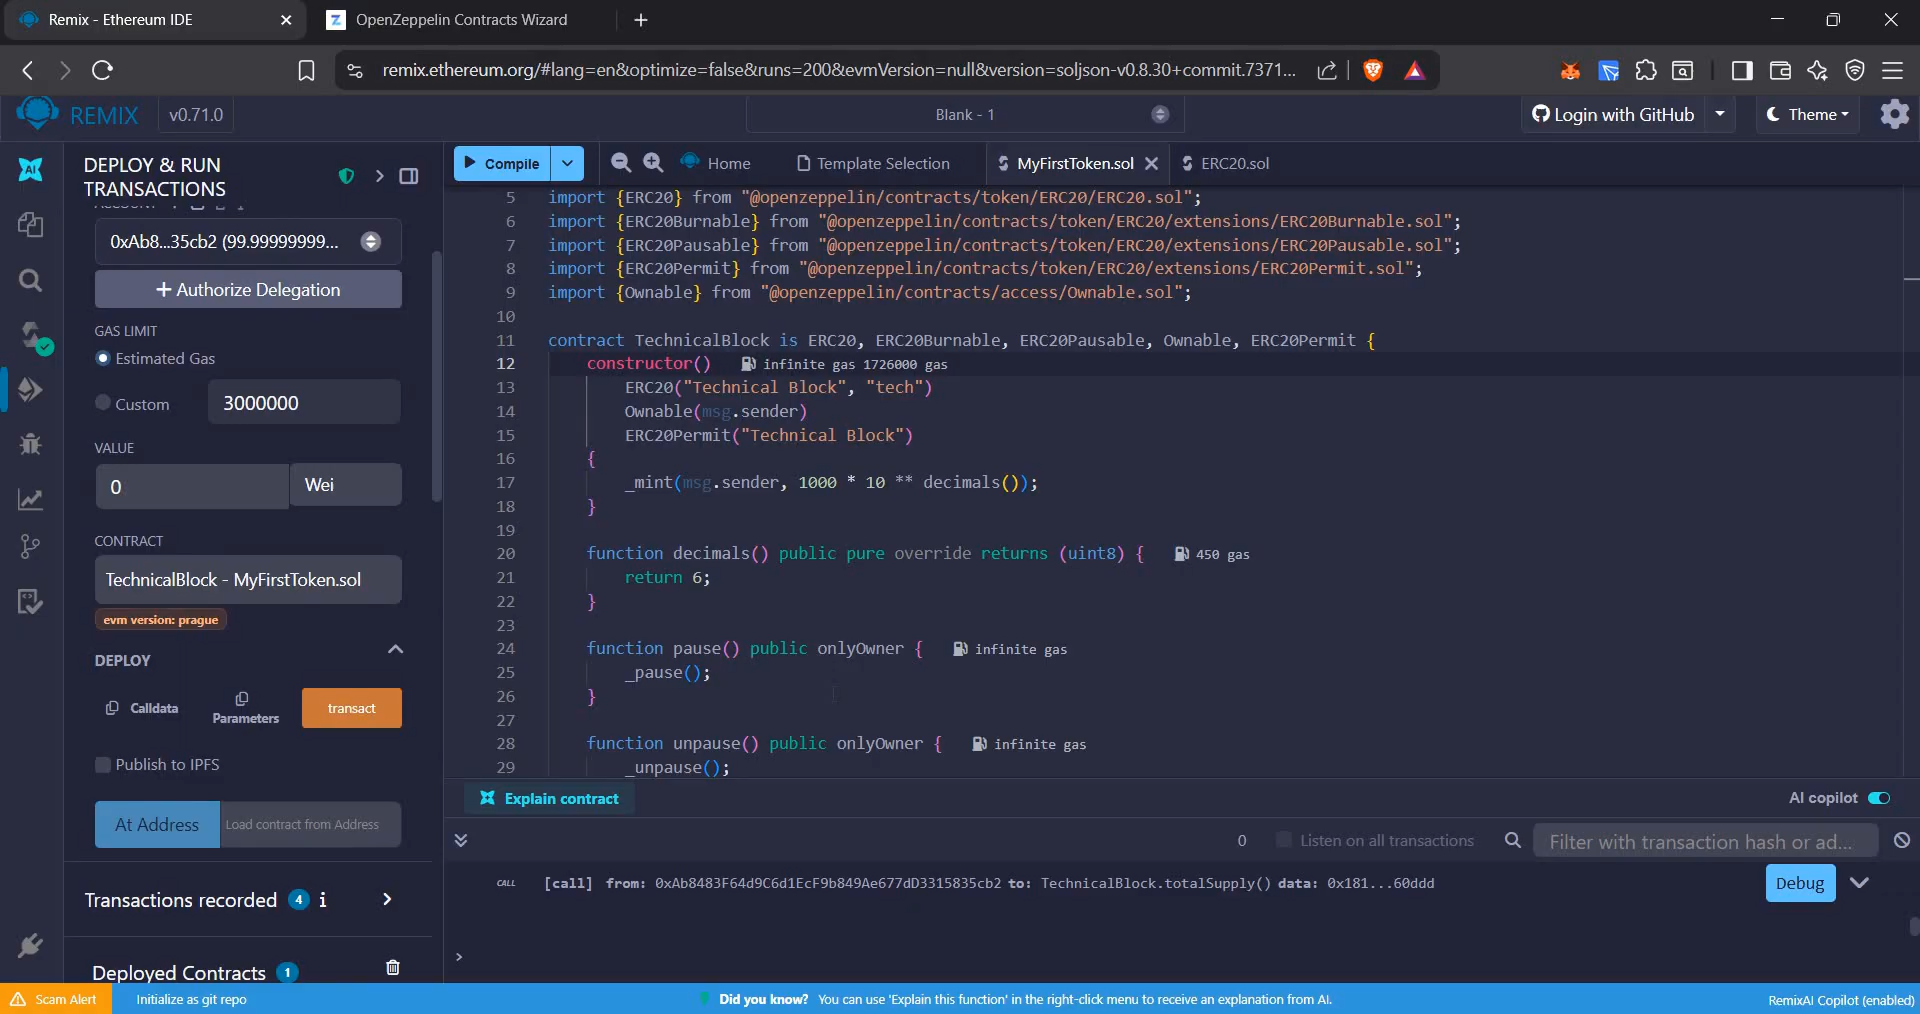 Remix - Ethereum IDE
OpenZeppelin Contracts Wizard
remix.ethereum.org/#lang=en&optimize=false&runs=200&evmVersion=null&version=soljson-v0.8.30+commit.7371...
REMIX
v0.71.0
Blank - 1
Login with GitHub
Theme
DEPLOY & RUN
TRANSACTIONS
0xAb8...35cb2 (99.99999999...
Authorize Delegation
GAS LIMIT
Estimated Gas
Custom
3000000
VALUE
0
Wei
CONTRACT
TechnicalBlock - MyFirstToken.sol
evm version: prague
DEPLOY
Calldata
Parameters
transact
Publish to IPFS
At Address
Load contract from Address
Transactions recorded 4 i
Deployed Contracts 1
Compile
Home
Template Selection
MyFirstToken.sol
ERC20.sol
5 import {ERC20} from "@openzeppelin/contracts/token/ERC20/ERC20.sol";
6 import {ERC20Burnable} from "@openzeppelin/contracts/token/ERC20/extensions/ERC20Burnable.sol";
7 import {ERC20Pausable} from "@openzeppelin/contracts/token/ERC20/extensions/ERC20Pausable.sol";
8 import {ERC20Permit} from "@openzeppelin/contracts/token/ERC20/extensions/ERC20Permit.sol";
9 import {Ownable} from "@openzeppelin/contracts/access/Ownable.sol";
10
11 contract TechnicalBlock is ERC20, ERC20Burnable, ERC20Pausable, Ownable, ERC20Permit {
12 constructor() infinite gas 1726000 gas
13 ERC20("Technical Block", "tech")
14 Ownable(msg.sender)
15 ERC20Permit("Technical Block")
16 {
17 _mint(msg.sender, 1000 * 10 ** decimals());
18 }
19
20 function decimals() public pure override returns (uint8) { 450 gas
21 return 6;
22 }
23
24 function pause() public onlyOwner { infinite gas
25 _pause();
26 }
27
28 function unpause() public onlyOwner { infinite gas
29 _unpause();
Explain contract
AI copilot
0
Listen on all transactions
Filter with transaction hash or ad...
CALL [call] from: 0xAb8483F64d9C6d1EcF9b849Ae677dD3315835cb2 to: TechnicalBlock.totalSupply() data: 0x181...60ddd
Debug
>
Scam Alert
Initialize as git repo
Did you know? You can use 'Explain this function' in the right-click menu to receive an explanation from AI.
RemixAI Copilot (enabled)